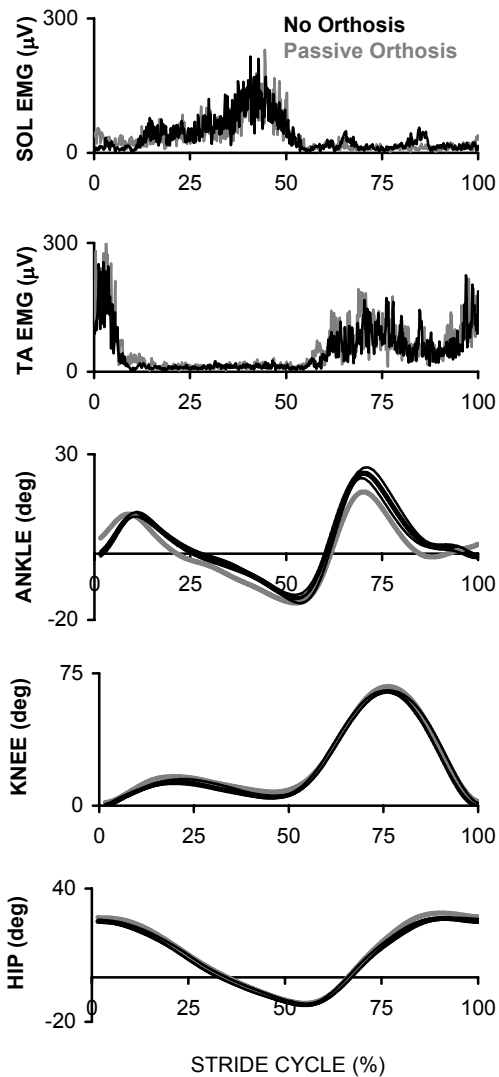 No Orthosis
Passive Orthosis
SOL EMG (μV)
300
0
0 25 50 75 100
TA EMG (μV)
300
0
0 25 50 75 100
ANKLE (deg)
30
-20
0 25 50 75 100
KNEE (deg)
75
0
0 25 50 75 100
HIP (deg)
40
-20
0 25 50 75 100
STRIDE CYCLE (%)